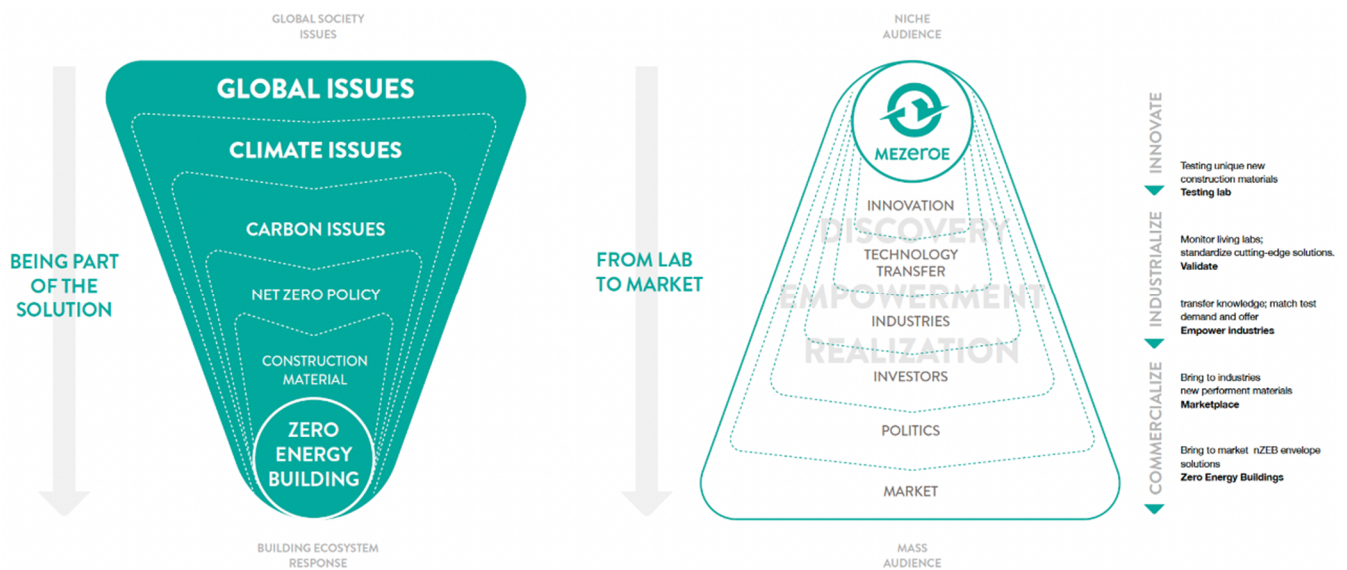 GLOBAL SOCIETY
ISSUES
GLOBAL ISSUES
CLIMATE ISSUES
CARBON ISSUES
NET ZERO POLICY
CONSTRUCTION
MATERIAL
ZERO
ENERGY
BUILDING
BEING PART
OF THE
SOLUTION
BUILDING ECOSYSTEM
RESPONSE
NICHE
AUDIENCE
MEZeroE
INNOVATION
DISCOVERY
TECHNOLOGY
TRANSFER
EMPOWERMENT
INDUSTRIES
REALIZATION
INVESTORS
POLITICS
MARKET
FROM LAB
TO MARKET
MASS
AUDIENCE
INNOVATE
Testing unique new
construction materials
Testing lab
INDUSTRIALIZE
Monitor living labs;
standardize cutting-edge solutions.
Validate
transfer knowledge; match test
demand and offer
Empower industries
COMMERCIALIZE
Bring to industries
new performent materials
Marketplace
Bring to market nZEB envelope
solutions
Zero Energy Buildings